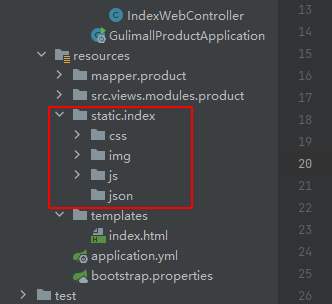 IndexWebController
GulimallProductApplication
resources
mapper.product
src.views.modules.product
static.index
css
img
js
json
templates
index.html
application.yml
bootstrap.properties
test
13
14
15
16
17
18
19
20
21
22
23
24
25
26